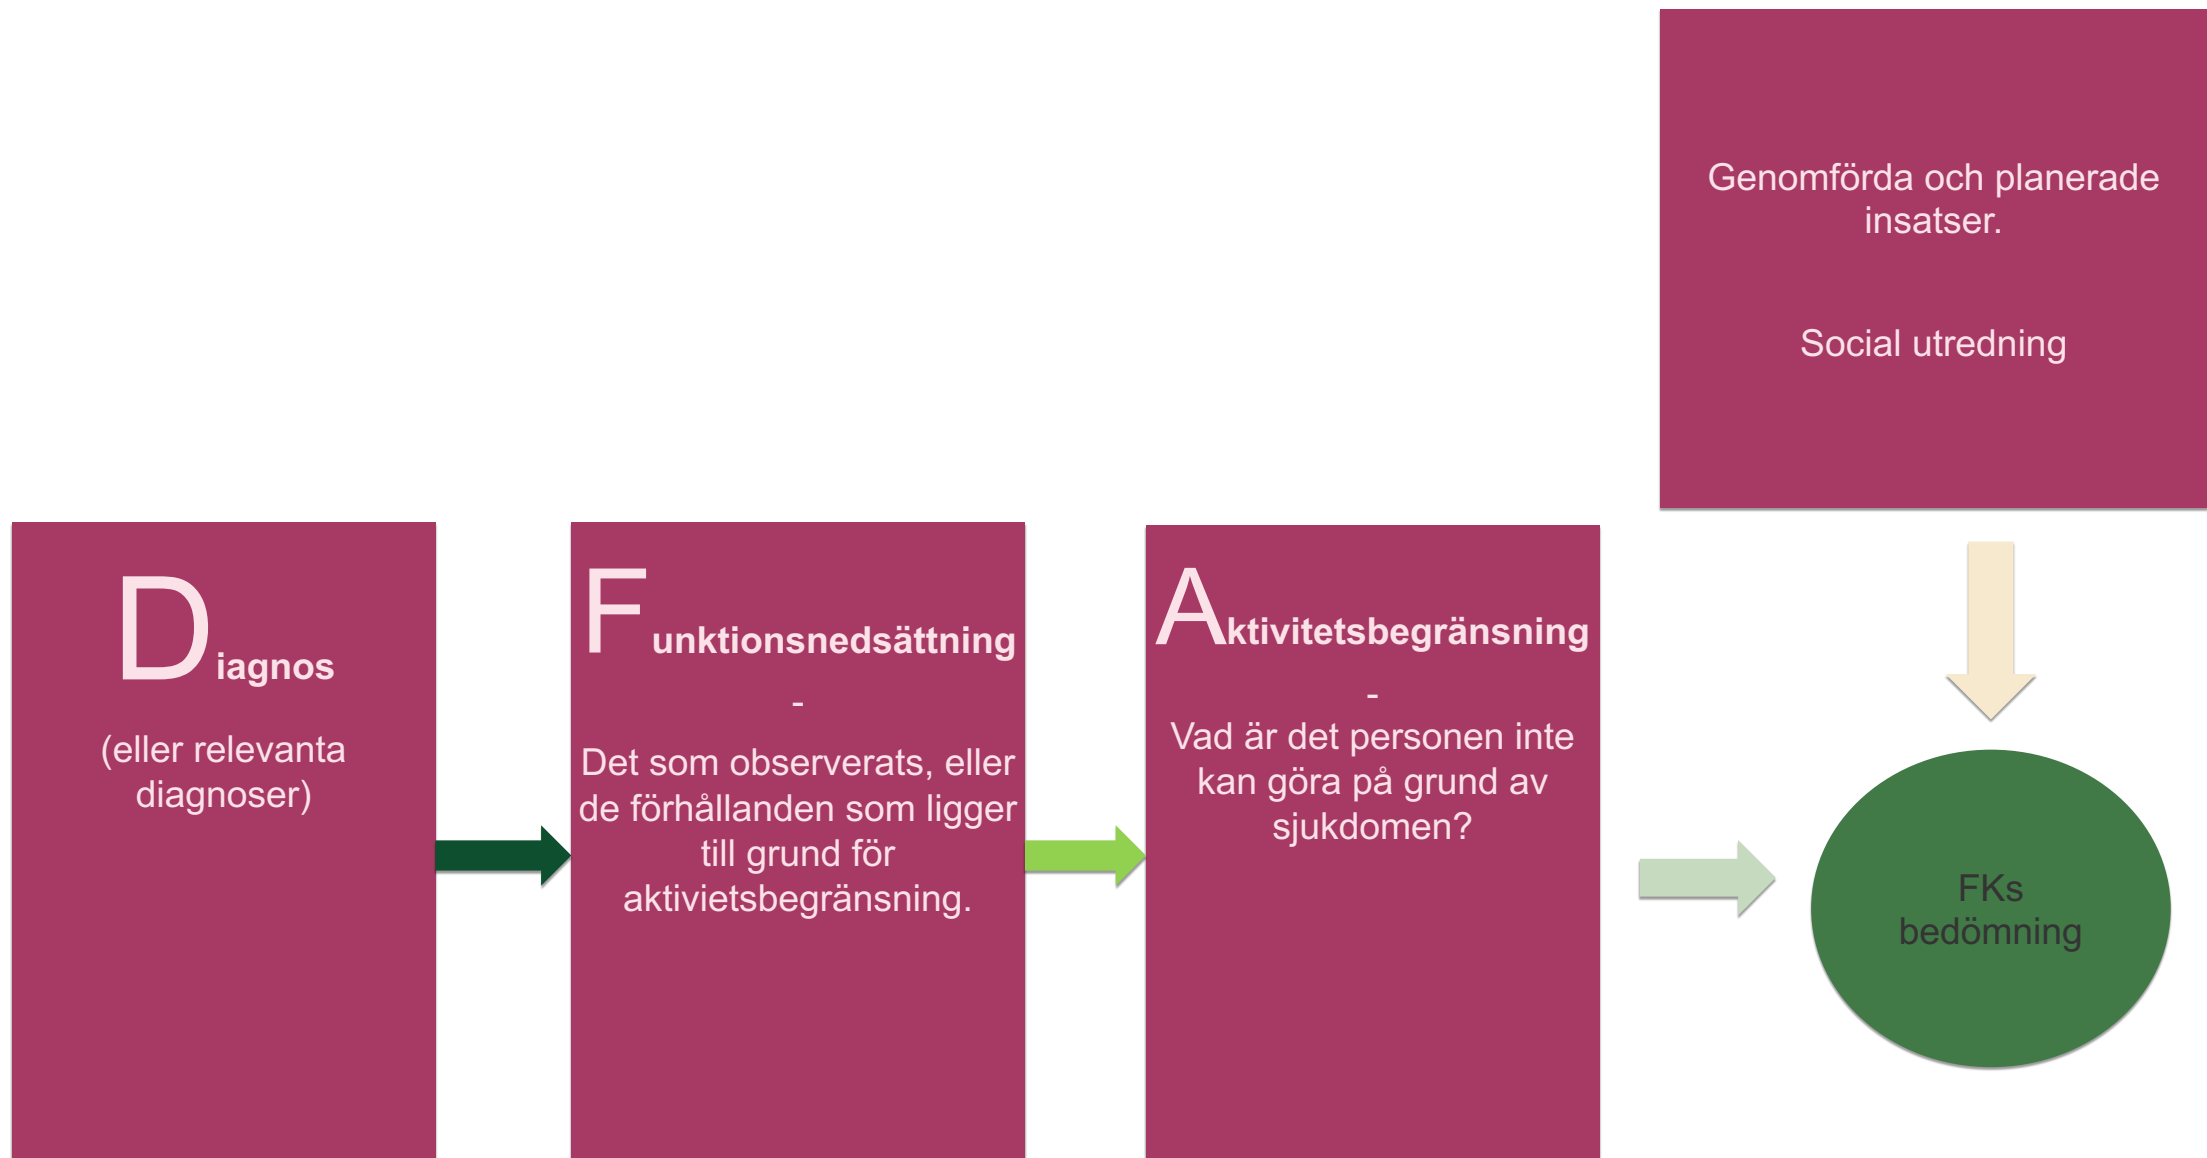 Genomförda och planerade
insatser.
Social utredning
Diagnos
(eller relevanta
diagnoser)
Funktionsnedsättning
-
Det som observerats, eller
de förhållanden som ligger
till grund för
aktivietsbegränsning.
Aktivitetsbegränsning
-
Vad är det personen inte
kan göra på grund av
sjukdomen?
FKs
bedömning